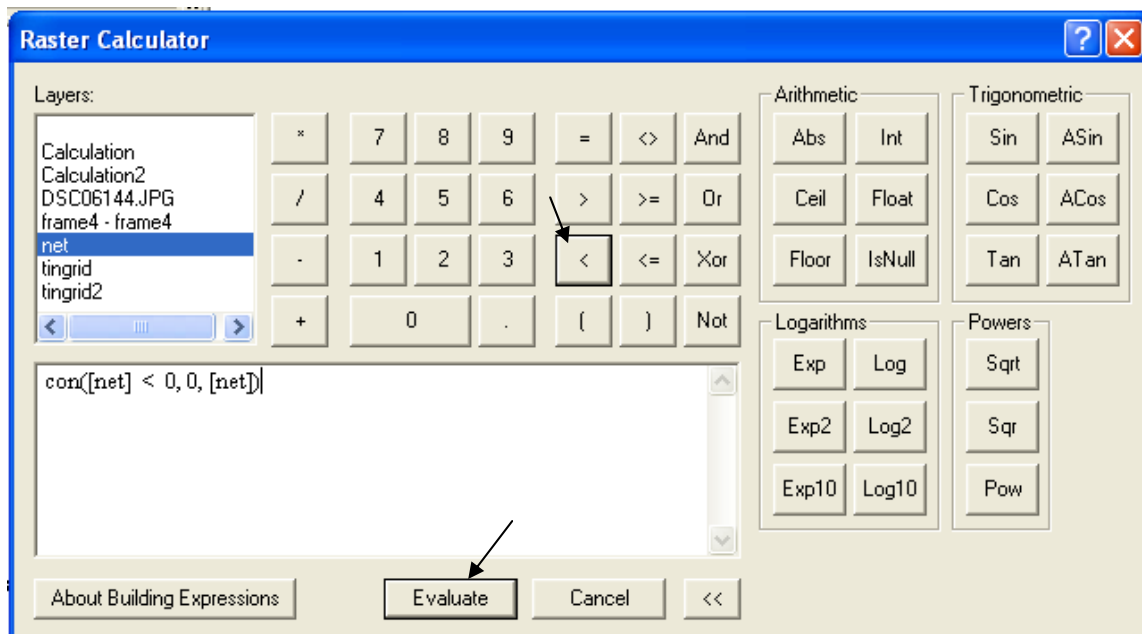 Raster Calculator
Layers:
Calculation
Calculation2
DSC06144.JPG
frame4 - frame4
net
tingrid
tingrid2
* 7 8 9 = <> And
/ 4 5 6 > >= Or
- 1 2 3 < <= Xor
+ 0 . ( ) Not
Arithmetic
Abs Int
Ceil Float
Floor IsNull
Trigonometric
Sin ASin
Cos ACos
Tan ATan
Logarithms
Exp Log
Exp2 Log2
Exp10 Log10
Powers
Sqrt
Sqr
Pow
con([net] < 0, 0, [net])
About Building Expressions Evaluate Cancel <<